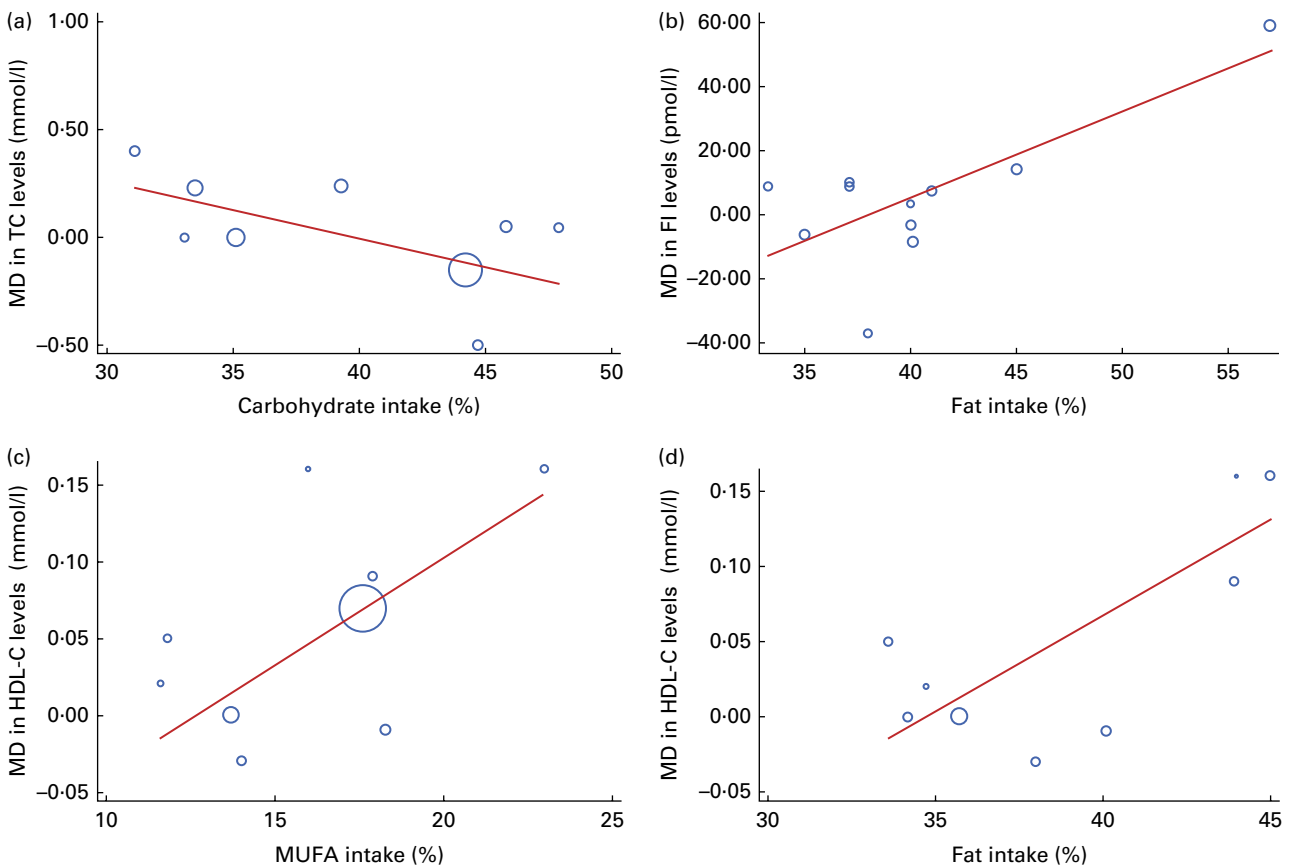 (a)
MD in TC levels (mmol/l)
1·00
0·50
0·00
–0·50
30 35 40 45 50
Carbohydrate intake (%)
(b)
MD in FI levels (pmol/l)
60·00
40·00
20·00
0·00
–20·00
–40·00
35 40 45 50 55
Fat intake (%)
(c)
MD in HDL-C levels (mmol/l)
0·15
0·10
0·05
0·00
–0·05
10 15 20 25
MUFA intake (%)
(d)
MD in HDL-C levels (mmol/l)
0·15
0·10
0·05
0·00
–0·05
30 35 40 45
Fat intake (%)